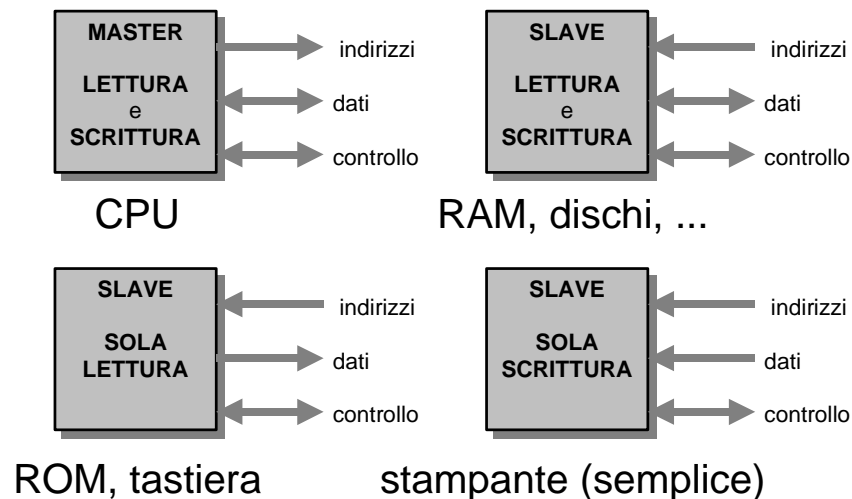 MASTER
LETTURA
e
SCRITTURA
indirizzi
dati
controllo
CPU
SLAVE
LETTURA
e
SCRITTURA
indirizzi
dati
controllo
RAM, dischi, ...
SLAVE
SOLA
LETTURA
indirizzi
dati
controllo
ROM, tastiera
SLAVE
SOLA
SCRITTURA
indirizzi
dati
controllo
stampante (semplice)